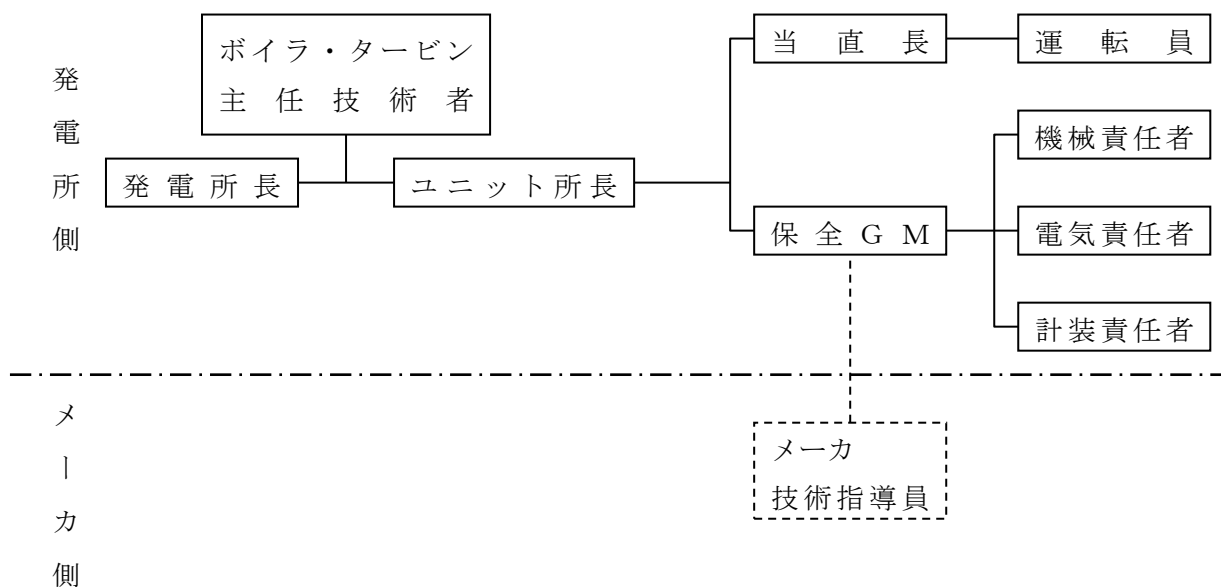 発電所側
ボイラ・タービン
主任技術者
発電所長
ユニット所長
当直長
運転員
保全GM
機械責任者
電気責任者
計装責任者
メーカ側
メーカ
技術指導員